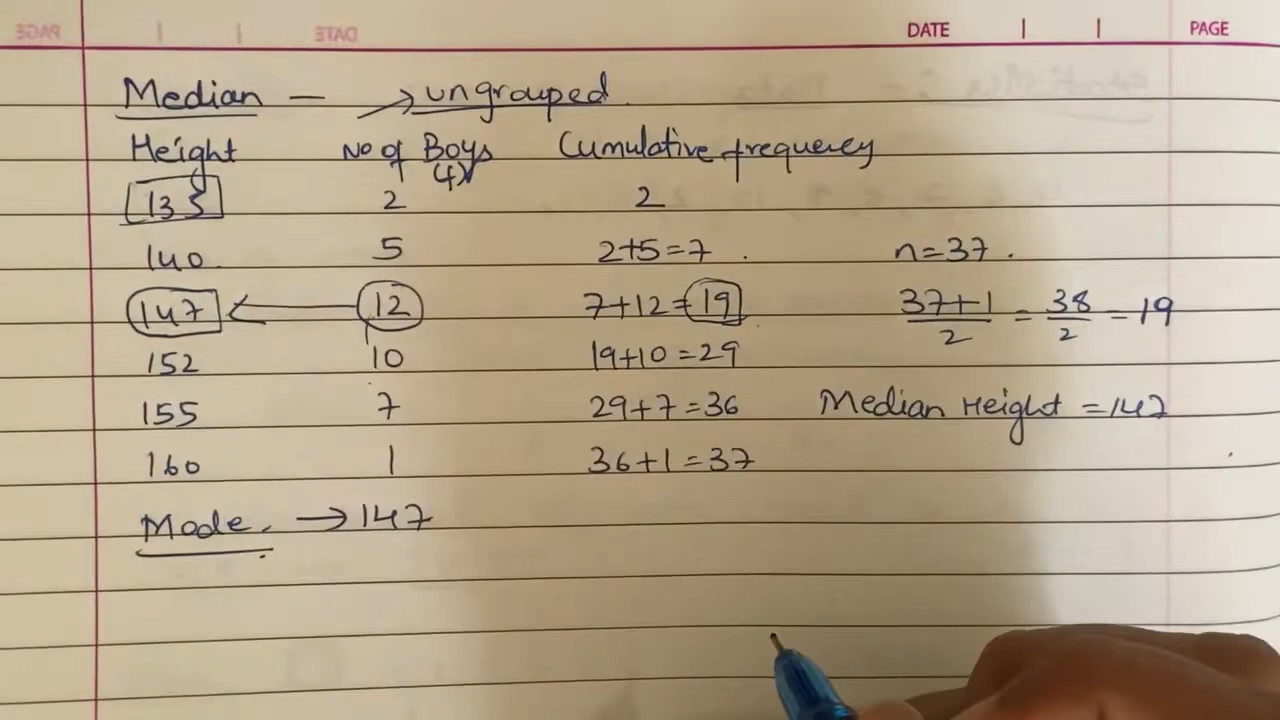 DATE PAGE
Median — → ungrouped
Height No of Boys Cumulative frequency
(f)
135 2 2
140 5 2+5=7 n=37
147 ← 12 7+12=19 37+1/2 = 38/2 = 19
152 10 19+10=29
155 7 29+7=36 Median Height = 147
160 1 36+1=37
Mode → 147